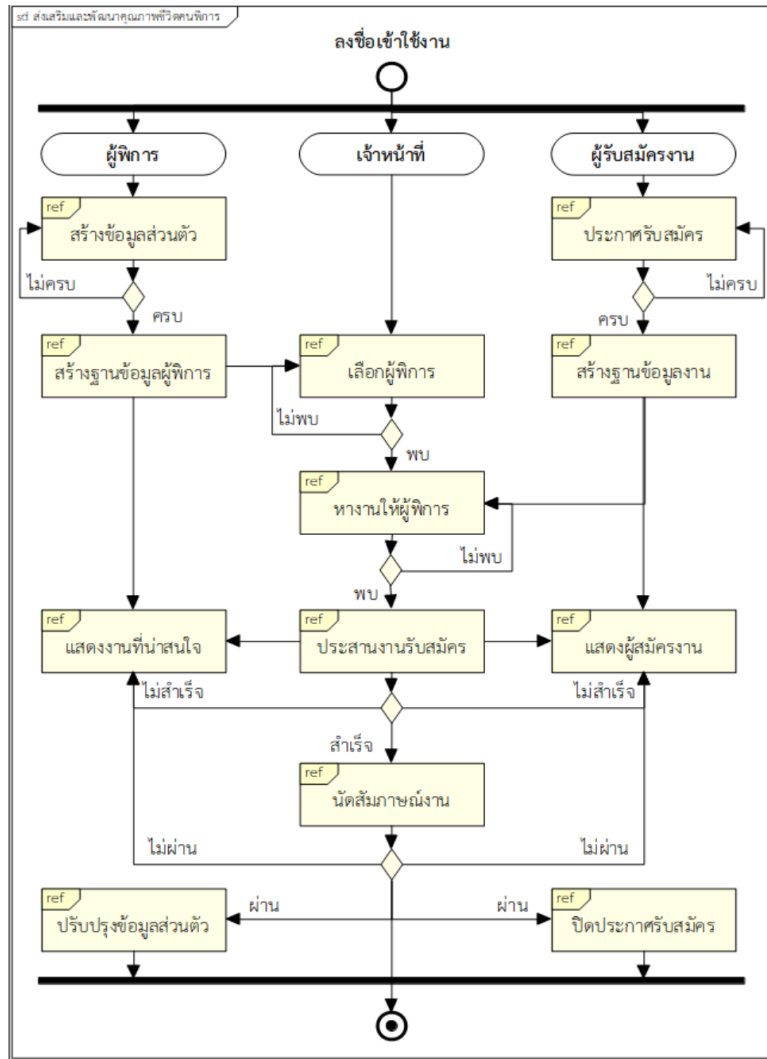 sd ส่งเสริมและพัฒนาคุณภาพชีวิตคนพิการ
ลงชื่อเข้าใช้งาน
ผู้พิการ
เจ้าหน้าที่
ผู้รับสมัครงาน
ref
สร้างข้อมูลส่วนตัว
ref
ประกาศรับสมัคร
ไม่ครบ
ไม่ครบ
ครบ
ครบ
ref
สร้างฐานข้อมูลผู้พิการ
ref
เลือกผู้พิการ
ref
สร้างฐานข้อมูลงาน
ไม่พบ
พบ
ref
หางานให้ผู้พิการ
ไม่พบ
พบ
ref
แสดงงานที่น่าสนใจ
ref
ประสานงานรับสมัคร
ref
แสดงผู้สมัครงาน
ไม่สำเร็จ
ไม่สำเร็จ
สำเร็จ
ref
นัดสัมภาษณ์งาน
ไม่ผ่าน
ไม่ผ่าน
ref
ปรับปรุงข้อมูลส่วนตัว
ผ่าน
ผ่าน
ref
ปิดประกาศรับสมัคร